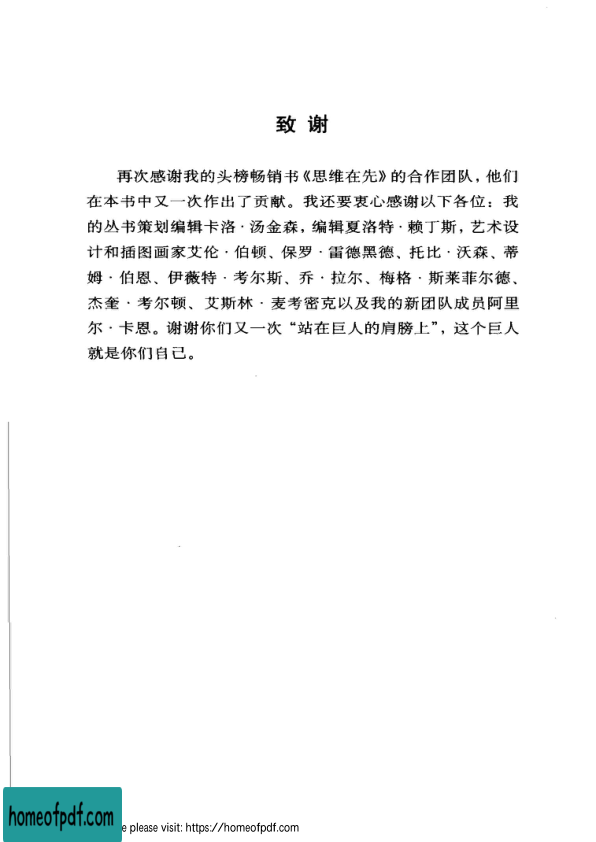 致 谢
再次感谢我的头榜畅销书《思维在先》的合作团队，他们
在本书中又一次作出了贡献。我还要衷心感谢以下各位：我
的丛书策划编辑卡洛·汤金森，编辑夏洛特·赖丁斯，艺术设
计和插图画家艾伦·伯顿、保罗·雷德黑德、托比·沃森、蒂
姆·伯恩、伊薇特·考尔斯、乔·拉尔、梅格·斯莱菲尔德、
杰奎·考尔顿、艾斯林·麦考密克以及我的新团队成员阿里
尔·卡恩。谢谢你们又一次“站在巨人的肩膀上”，这个巨人
就是你们自己。
homeofpdf.com
e please visit: https://homeofpdf.com